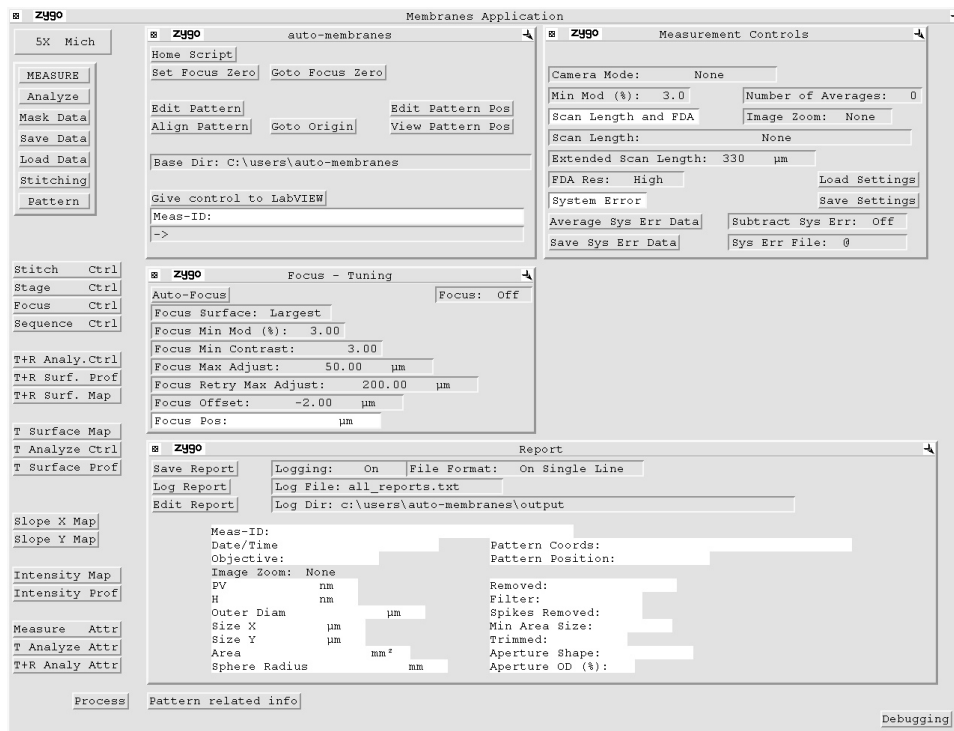 zygo Membranes Application
5X Mich
MEASURE
Analyze
Mask Data
Save Data
Load Data
Stitching
Pattern
Stitch Ctrl
Stage Ctrl
Focus Ctrl
Sequence Ctrl
T+R Analy.Ctrl
T+R Surf. Prof
T+R Surf. Map
T Surface Map
T Analyze Ctrl
T Surface Prof
Slope X Map
Slope Y Map
Intensity Map
Intensity Prof
Measure Attr
T Analyze Attr
T+R Analy Attr
zygo auto-membranes
Home Script
Set Focus Zero Goto Focus Zero
Edit Pattern Edit Pattern Pos
Align Pattern Goto Origin View Pattern Pos
Base Dir: C:\users\auto-membranes
Give control to LabVIEW
Meas-ID:
->
zygo Measurement Controls
Camera Mode: None
Min Mod (%): 3.0 Number of Averages: 0
Scan Length and FDA Image Zoom: None
Scan Length: None
Extended Scan Length: 330 µm
FDA Res: High Load Settings
System Error Save Settings
Average Sys Err Data Subtract Sys Err: Off
Save Sys Err Data Sys Err File: @
zygo Focus - Tuning
Auto-Focus Focus: Off
Focus Surface: Largest
Focus Min Mod (%): 3.00
Focus Min Contrast: 3.00
Focus Max Adjust: 50.00 µm
Focus Retry Max Adjust: 200.00 µm
Focus Offset: -2.00 µm
Focus Pos: µm
zygo Report
Save Report Logging: On File Format: On Single Line
Log Report Log File: all_reports.txt
Edit Report Log Dir: c:\users\auto-membranes\output
Meas-ID:
Date/Time Pattern Coords:
Objective: Pattern Position:
Image Zoom: None
PV nm Removed:
H nm Filter:
Outer Diam µm Spikes Removed:
Size X µm Min Area Size:
Size Y µm Trimmed:
Area mm² Aperture Shape:
Sphere Radius mm Aperture OD (%):
Process Pattern related info
Debugging